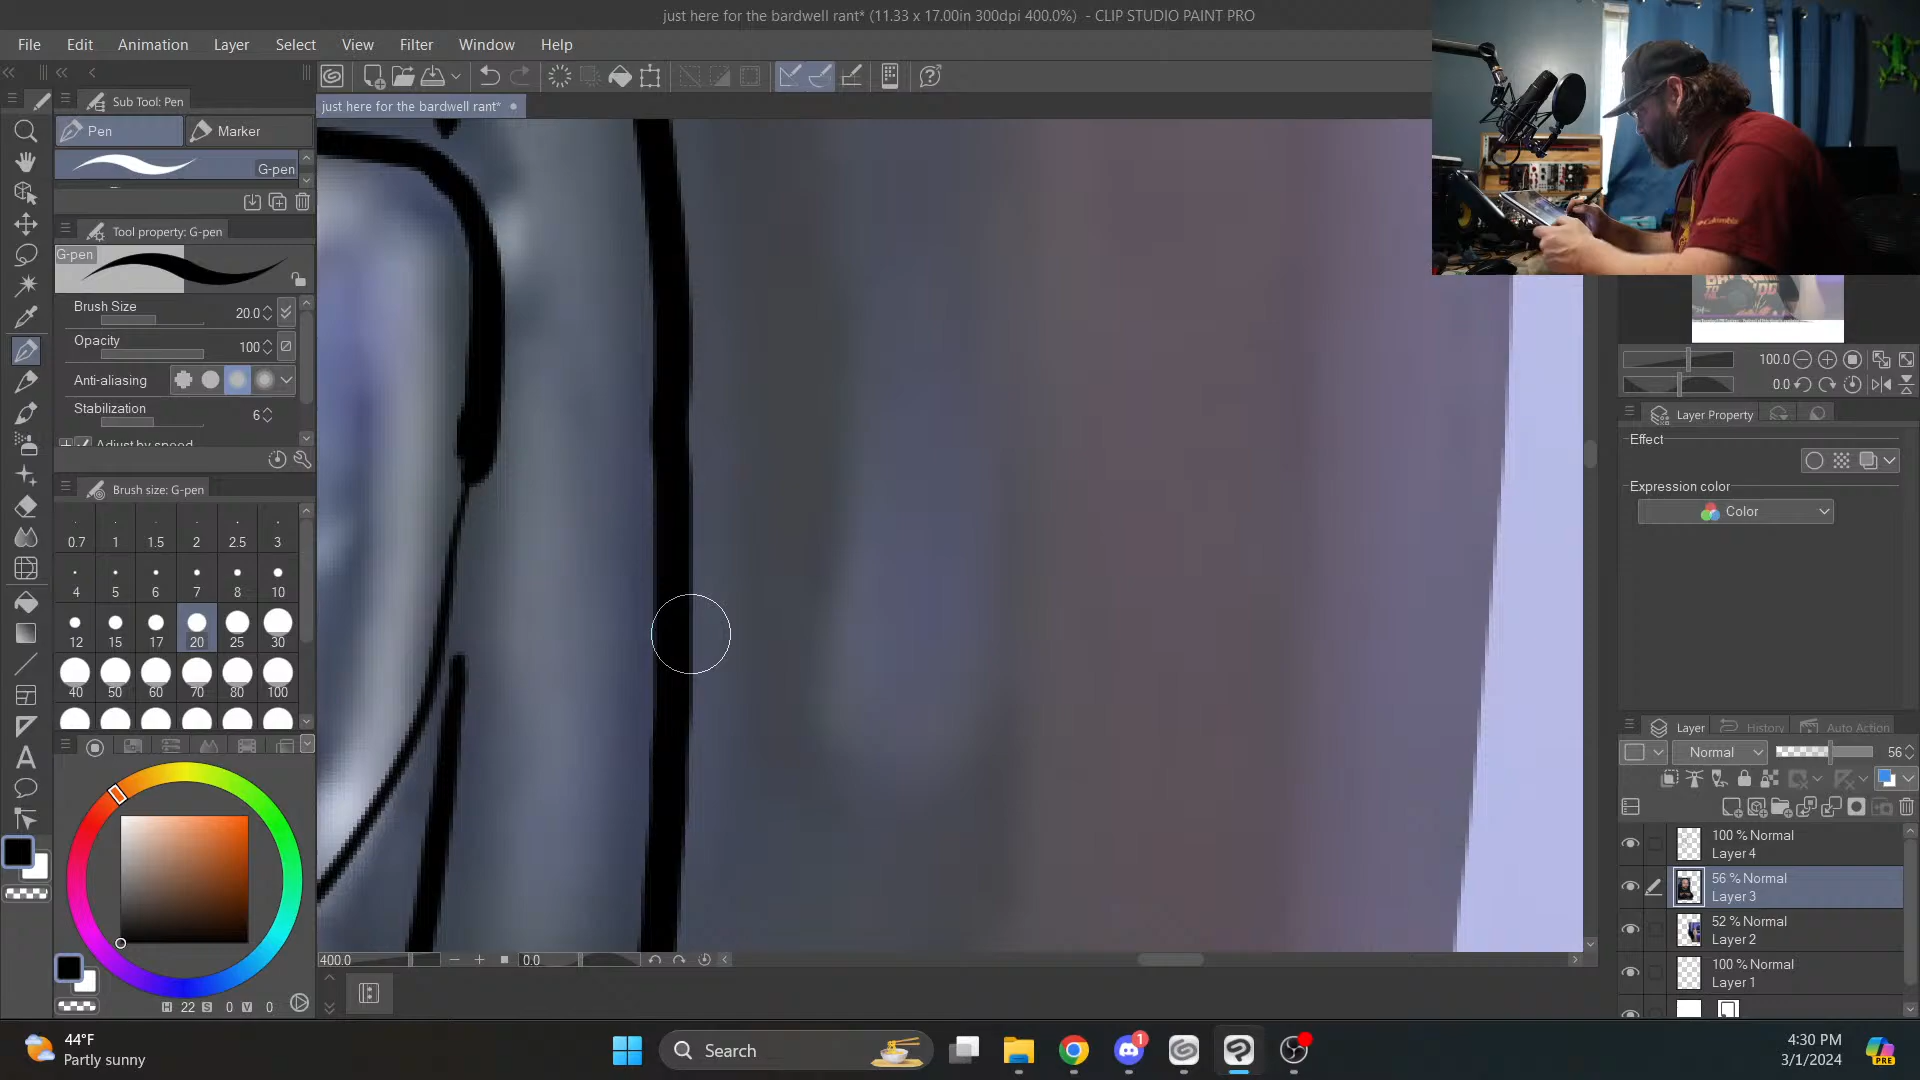 just here for the bardwell rant* (11.33 x 17.00in 300dpi 400.0%) - CLIP STUDIO PAINT PRO
File Edit Animation Layer Select View Filter Window Help
Sub Tool: Pen
just here for the bardwell rant*
Pen Marker
G-pen
Tool property: G-pen
G-pen
Brush Size 20.0
Opacity 100
Anti-aliasing
Stabilization 6
Adjust by speed
Brush size: G-pen
0.7 1 1.5 2 2.5 3
4 5 6 7 8 10
12 15 17 20 25 30
40 50 60 70 80 100
H 22 S 0 V 0
400.0 0.0
100.0
0.0
Layer Property
Effect
Expression color
Color
Layer History Auto Action
Normal 56
100 % Normal
Layer 4
56 % Normal
Layer 3
52 % Normal
Layer 2
100 % Normal
Layer 1
44°F
Partly sunny
Search
1
4:30 PM
3/1/2024
PRE